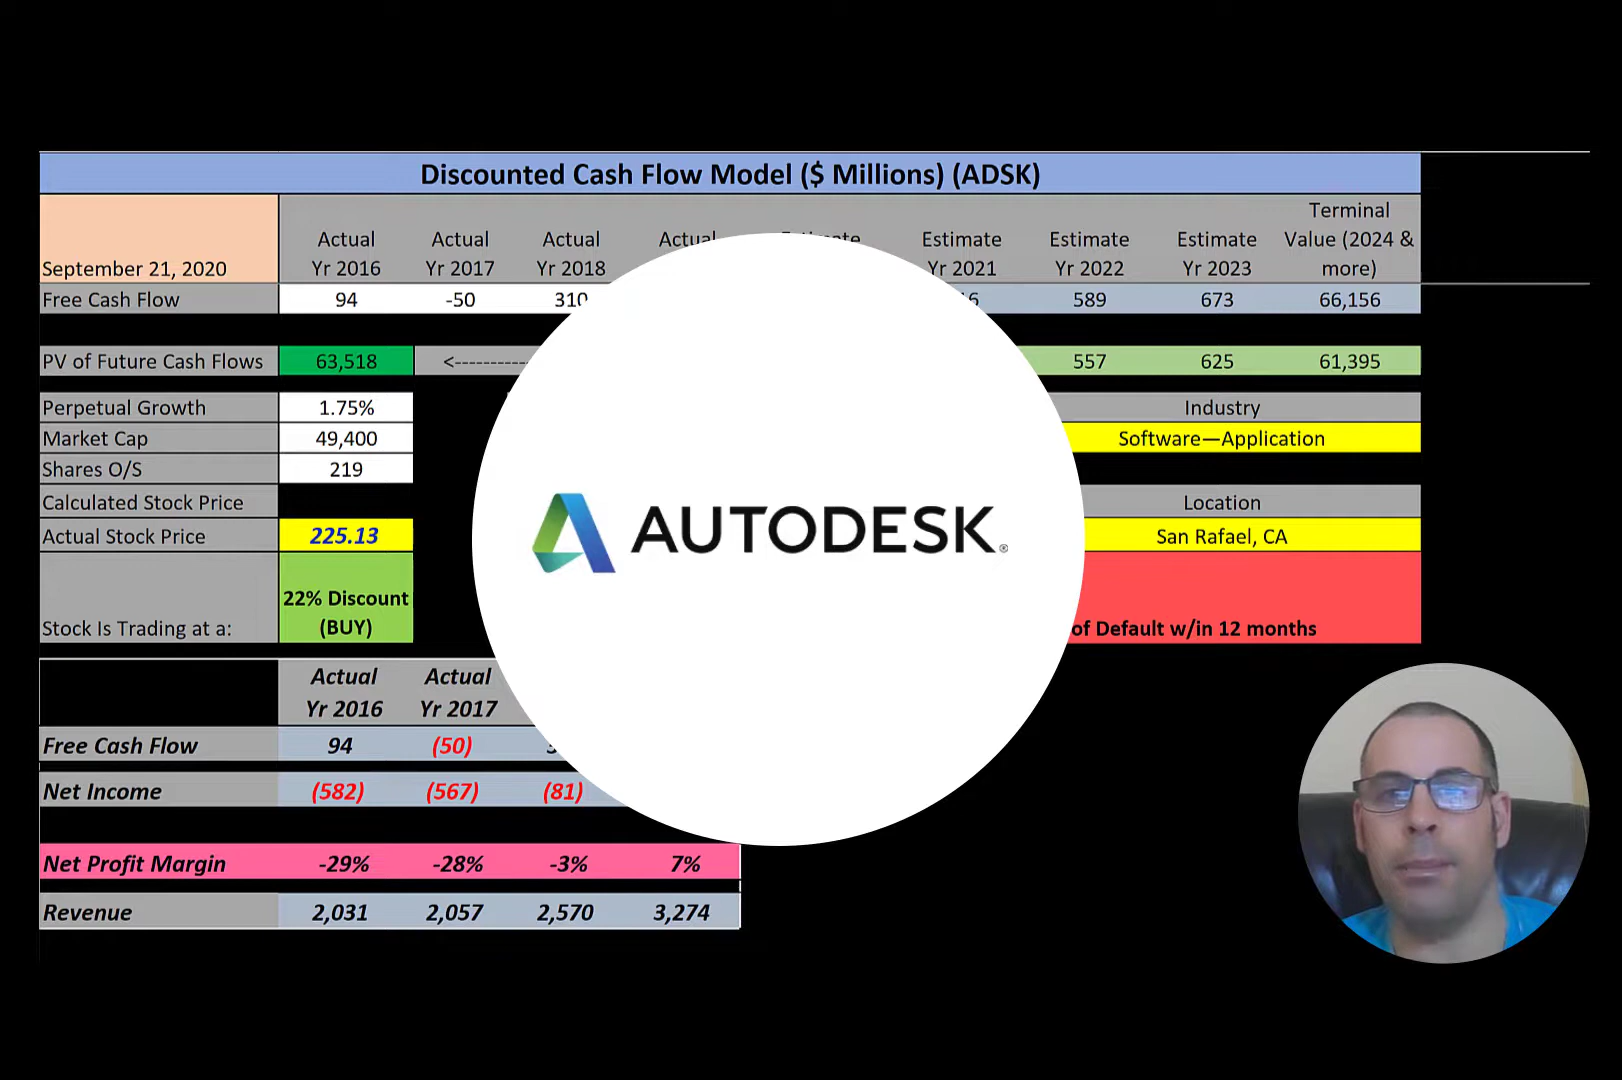 Discounted Cash Flow Model ($ Millions) (ADSK)
September 21, 2020
Actual Yr 2016
Actual Yr 2017
Actual Yr 2018
Actual
Estimate Yr 2021
Estimate Yr 2022
Estimate Yr 2023
Terminal Value (2024 & more)
Free Cash Flow 94 -50 310 589 673 66,156
PV of Future Cash Flows 63,518 <---------- 557 625 61,395
Perpetual Growth 1.75% Industry
Market Cap 49,400 Software—Application
Shares O/S 219
Calculated Stock Price Location
Actual Stock Price 225.13 San Rafael, CA
Stock Is Trading at a: 22% Discount (BUY) of Default w/in 12 months
AUTODESK®
Actual Yr 2016
Actual Yr 2017
Free Cash Flow 94 (50)
Net Income (582) (567) (81)
Net Profit Margin -29% -28% -3% 7%
Revenue 2,031 2,057 2,570 3,274